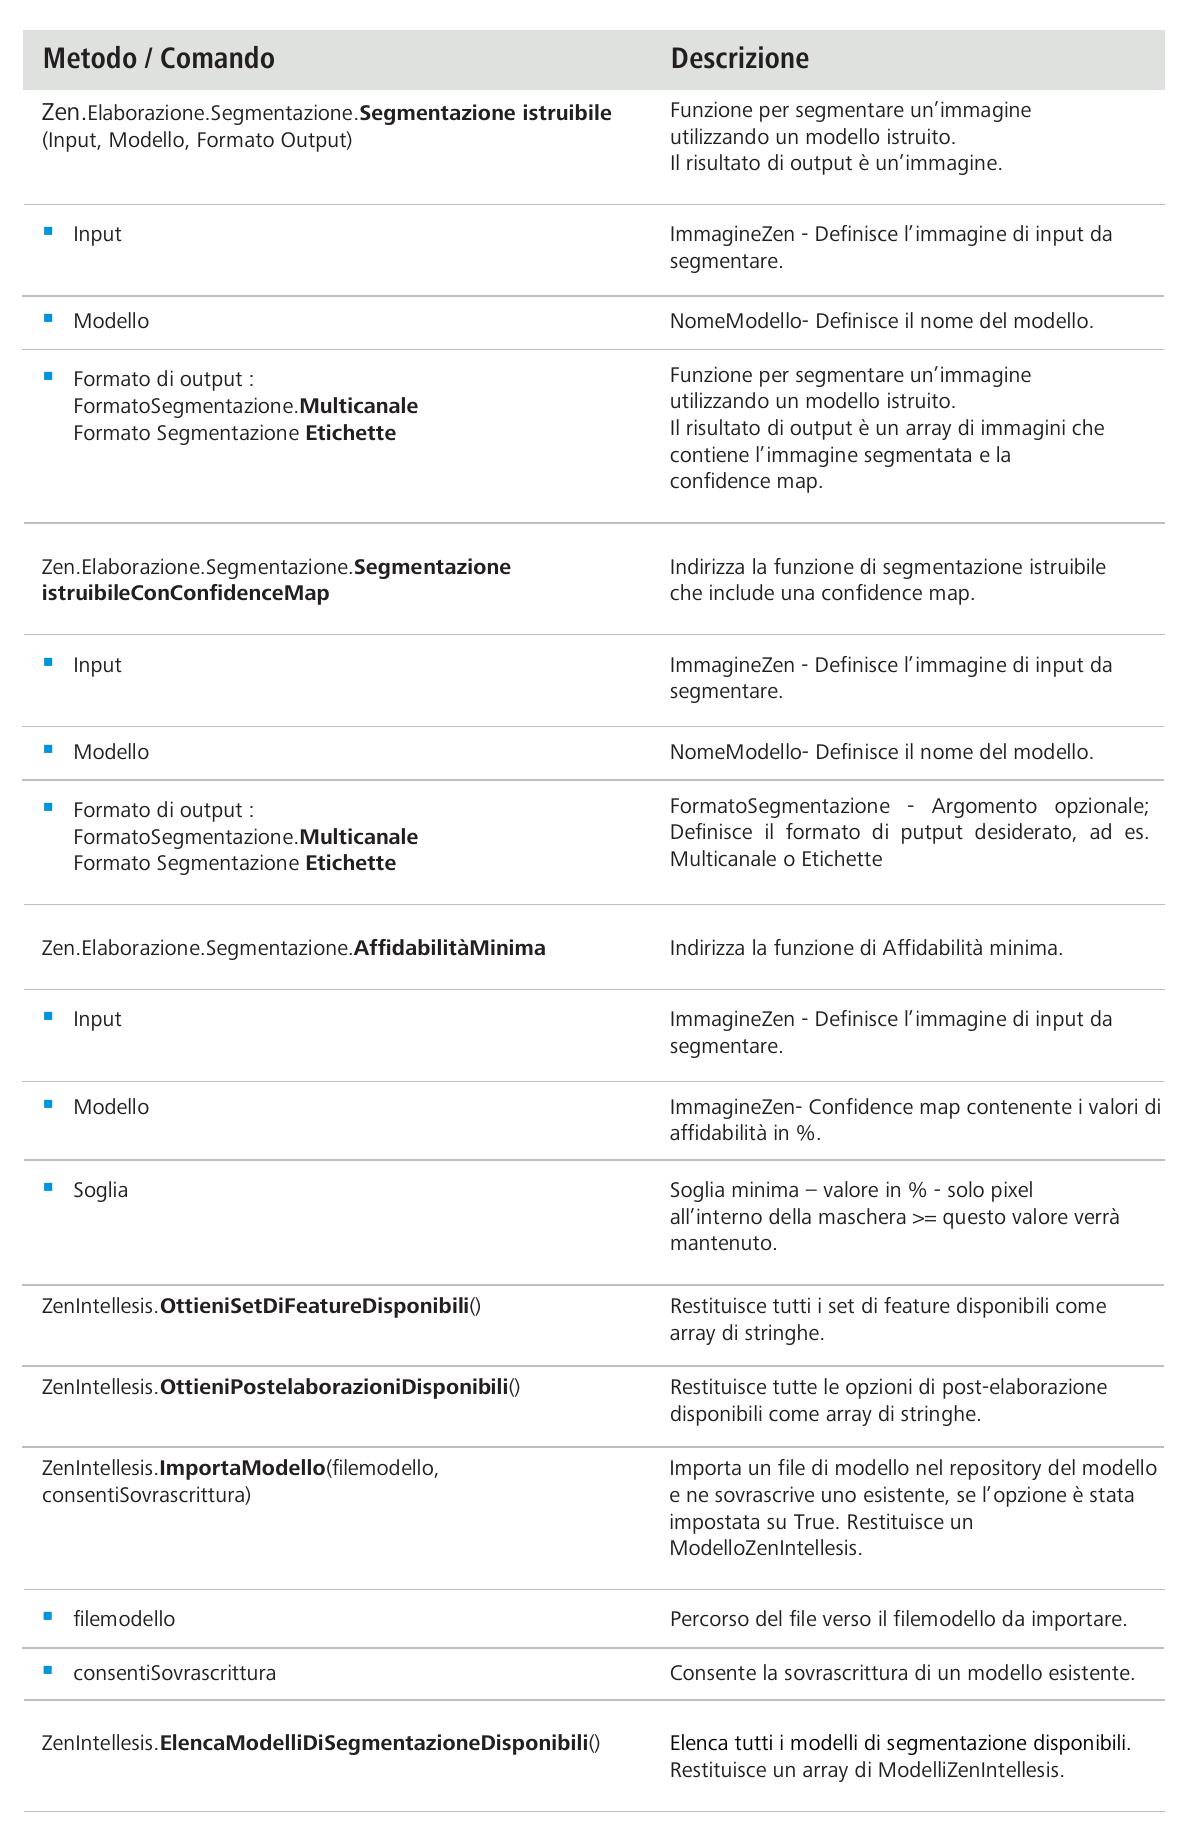 Metodo / Comando Descrizione
Zen.Elaborazione.Segmentazione.Segmentazione istruibile
(Input, Modello, Formato Output)
Funzione per segmentare un'immagine
utilizzando un modello istruito.
Il risultato di output è un'immagine.
Input
ImmagineZen - Definisce l'immagine di input da
segmentare.
Modello
NomeModello- Definisce il nome del modello.
Formato di output :
FormatoSegmentazione.Multicanale
Formato Segmentazione Etichette
Funzione per segmentare un'immagine
utilizzando un modello istruito.
Il risultato di output è un array di immagini che
contiene l'immagine segmentata e la
confidence map.
Zen.Elaborazione.Segmentazione.Segmentazione
istruibileConConfidenceMap
Indirizza la funzione di segmentazione istruibile
che include una confidence map.
Input
ImmagineZen - Definisce l'immagine di input da
segmentare.
Modello
NomeModello- Definisce il nome del modello.
Formato di output :
FormatoSegmentazione.Multicanale
Formato Segmentazione Etichette
FormatoSegmentazione - Argomento opzionale;
Definisce il formato di putput desiderato, ad es.
Multicanale o Etichette
Zen.Elaborazione.Segmentazione.AffidabilitàMinima
Indirizza la funzione di Affidabilità minima.
Input
ImmagineZen - Definisce l'immagine di input da
segmentare.
Modello
ImmagineZen- Confidence map contenente i valori di
affidabilità in %.
Soglia
Soglia minima – valore in % - solo pixel
all'interno della maschera >= questo valore verrà
mantenuto.
ZenIntellesis.OttieniSetDiFeatureDisponibili()
Restituisce tutti i set di feature disponibili come
array di stringhe.
ZenIntellesis.OttieniPostelaborazioniDisponibili()
Restituisce tutte le opzioni di post-elaborazione
disponibili come array di stringhe.
ZenIntellesis.ImportaModello(filemodello,
consentiSovrascrittura)
Importa un file di modello nel repository del modello
e ne sovrascrive uno esistente, se l'opzione è stata
impostata su True. Restituisce un
ModelloZenIntellesis.
filemodello
Percorso del file verso il filemodello da importare.
consentiSovrascrittura
Consente la sovrascrittura di un modello esistente.
ZenIntellesis.ElencaModelliDiSegmentazioneDisponibili()
Elenca tutti i modelli di segmentazione disponibili.
Restituisce un array di ModelliZenIntellesis.